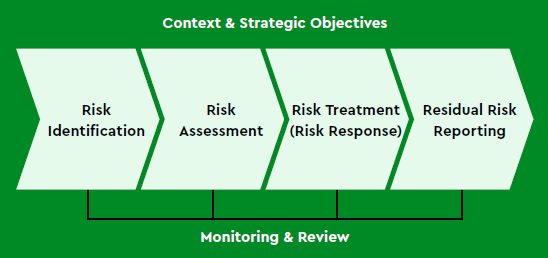 Context & Strategic Objectives
Risk
Identification
Risk
Assessment
Risk Treatment
(Risk Response)
Residual Risk
Reporting
Monitoring & Review